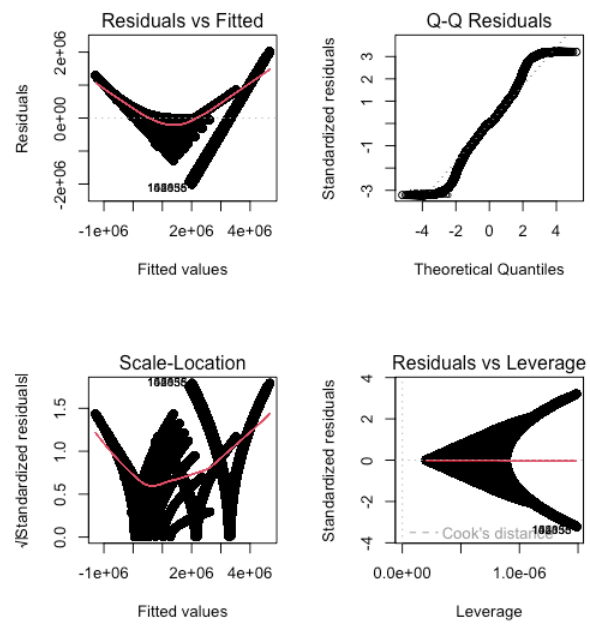 Residuals vs Fitted
Residuals
2e+06
0e+00
-2e+06
-1e+06 2e+06 4e+06
Fitted values
Q-Q Residuals
Standardized residuals
3
2
1
-1
-3
-4 -2 0 2 4
Theoretical Quantiles
Scale-Location
√|Standardized residuals|
1.5
1.0
0.5
0.0
-1e+06 2e+06 4e+06
Fitted values
Residuals vs Leverage
Standardized residuals
4
2
0
-2
-4
Cook's distance
0.0e+00 1.0e-06
Leverage